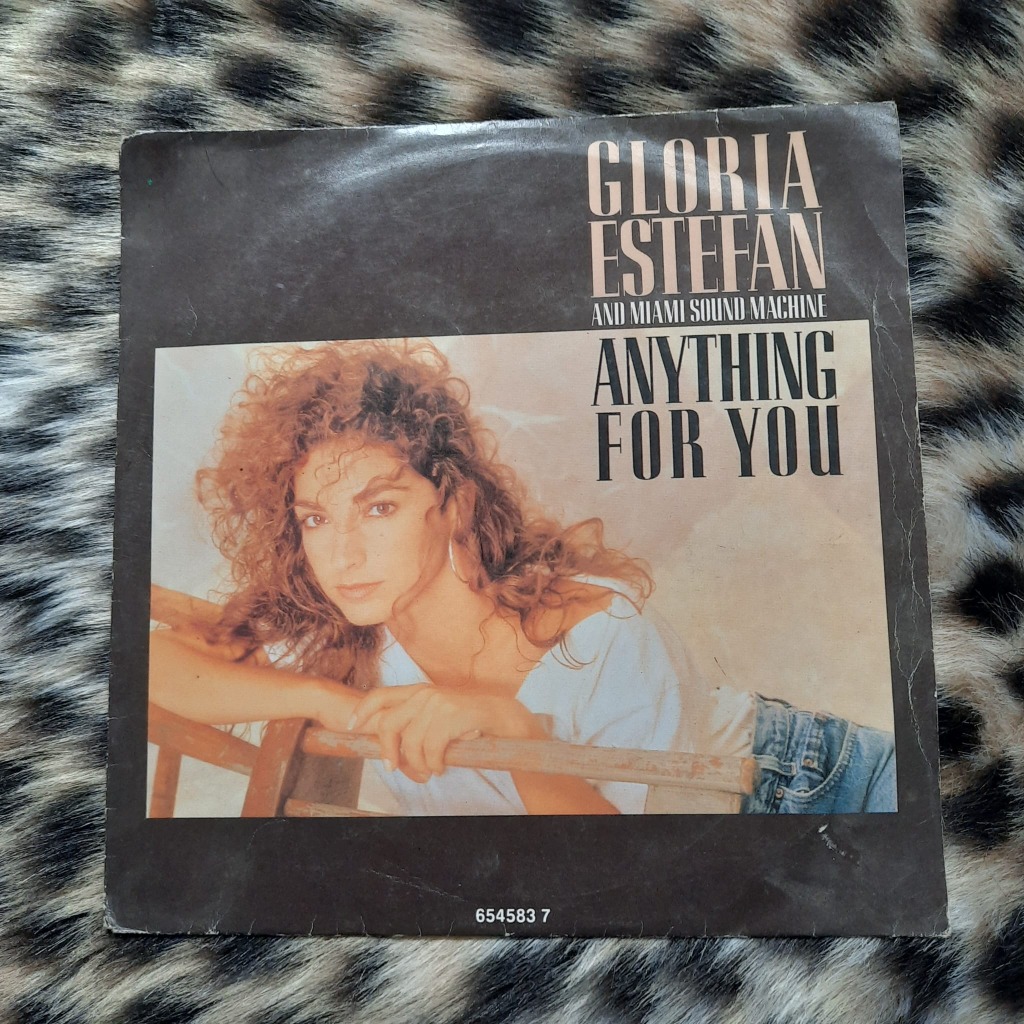 GLORIA
ESTEFAN
AND MIAMI SOUND MACHINE
ANYTHING
FOR YOU
654583 7